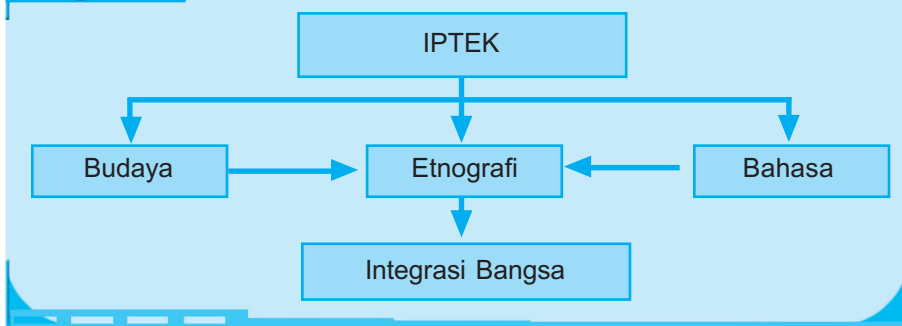 IPTEK
Budaya
Etnografi
Bahasa
Integrasi Bangsa